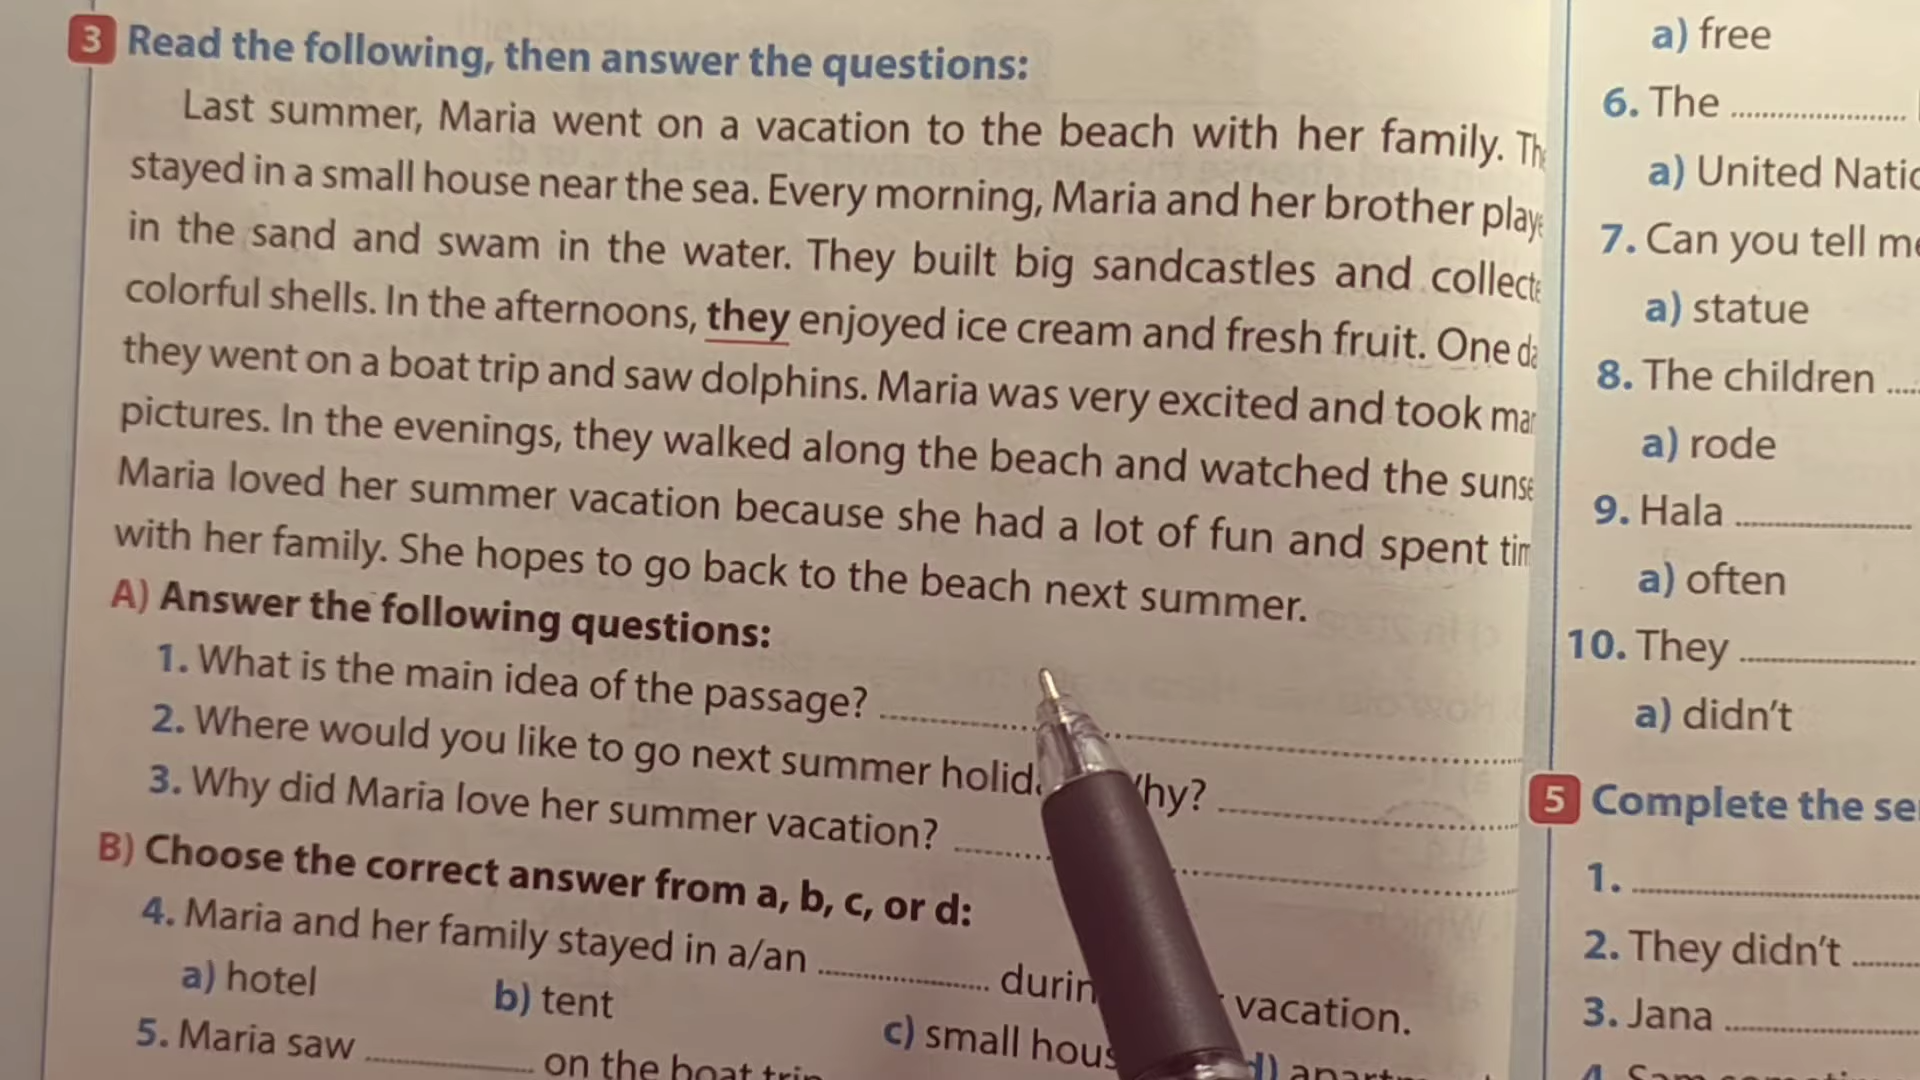 3 Read the following, then answer the questions:
Last summer, Maria went on a vacation to the beach with her family.
stayed in a small house near the sea. Every morning, Maria and her brother
in the sand and swam in the water. They built big sandcastles and
colorful shells. In the afternoons, they enjoyed ice cream and fresh fruit. One
they went on a boat trip and saw dolphins. Maria was very excited and took
pictures. In the evenings, they walked along the beach and watched the
Maria loved her summer vacation because she had a lot of fun and spent
with her family. She hopes to go back to the beach next summer.
A) Answer the following questions:
1. What is the main idea of the passage?
2. Where would you like to go next summer
3. Why did Maria love her summer vacation?
B) Choose the correct answer from a, b, c, or d:
4. Maria and her family stayed in a/an ............ vacation.
a) hotel b) tent c) small d)
5. Maria saw ............ on the boat
a) free
6. The ............
a) United
7. Can you tell
a) statue
8. The children ....
a) rode
9. Hala ............
a) often
10. They ............
a) didn't
5 Complete the
1. ............
2. They didn't ......
3. Jana ............